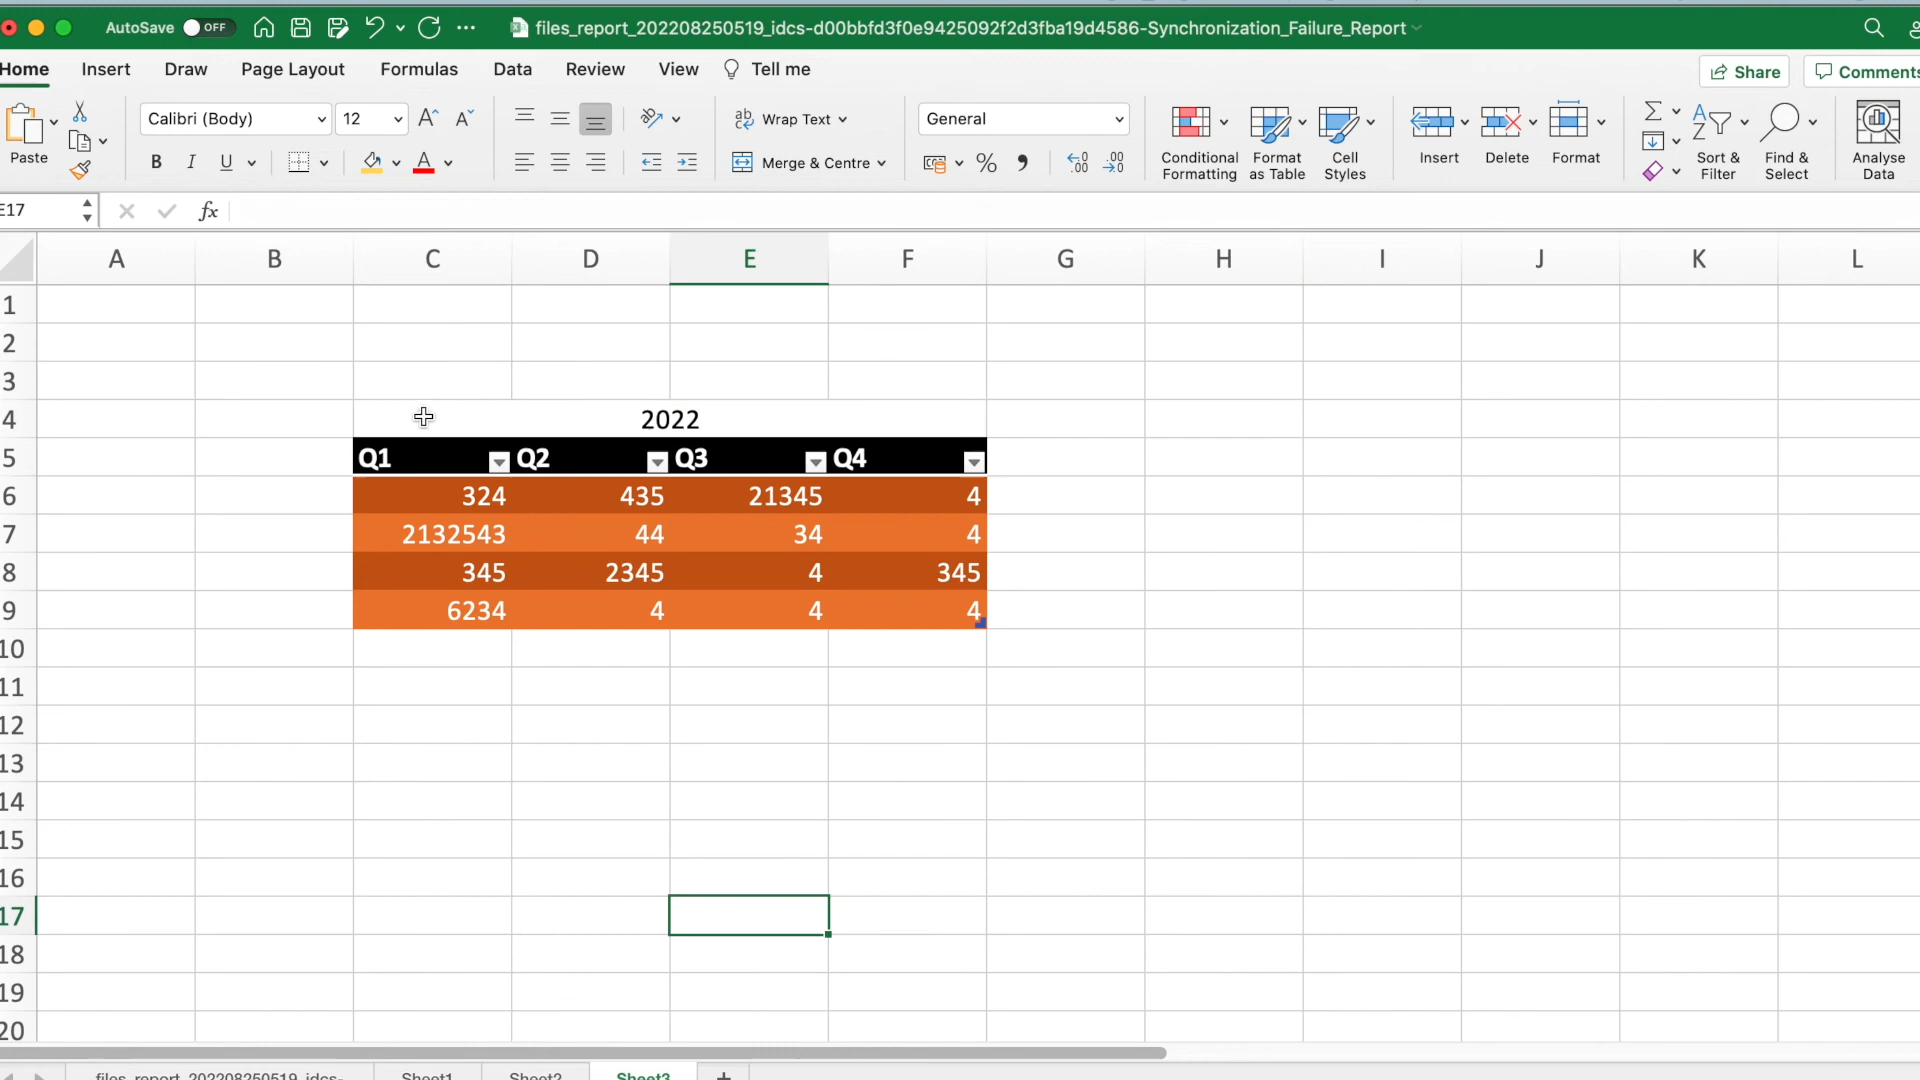 AutoSave OFF files_report_202208250519_idcs-d00bbfd3f0e9425092f2d3fba19d4586-Synchronization_Failure_Report
Home Insert Draw Page Layout Formulas Data Review View Tell me Share Comments
Paste
Calibri (Body) 12
B I U A
Wrap Text
Merge & Centre
General
%
Conditional Formatting
Format as Table
Cell Styles
Insert
Delete
Format
Sort & Filter
Find & Select
Analyse Data
E17 fx
A B C D E F G H I J K L
1
2
3
4 2022
5 Q1 Q2 Q3 Q4
6 324 435 21345 4
7 2132543 44 34 4
8 345 2345 4 345
9 6234 4 4 4
10
11
12
13
14
15
16
17
18
19
20
files_report_202208250519_idcs- Sheet1 Sheet2 Sheet3 +